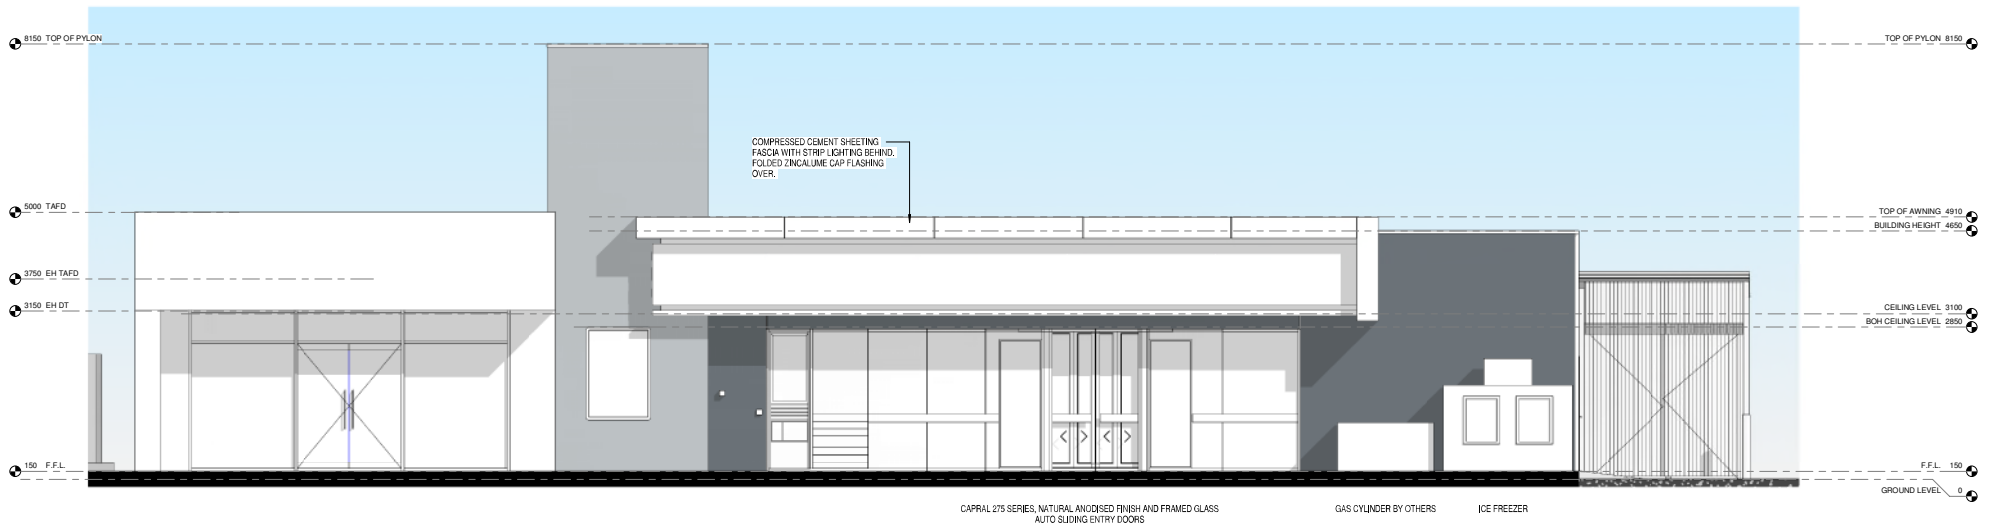 8150 TOP OF PYLON
TOP OF PYLON 8150
COMPRESSED CEMENT SHEETING
FASCIA WITH STRIP LIGHTING BEHIND.
FOLDED ZINCALUME CAP FLASHING
OVER.
5000 TAFD
TOP OF AWNING 4910
BUILDING HEIGHT 4650
3750 EH TAFD
3150 EH DT
CEILING LEVEL 3100
BOH CEILING LEVEL 2850
150 F.F.L.
F.F.L. 150
GROUND LEVEL 0
CAPRAL 275 SERIES, NATURAL ANODISED FINISH AND FRAMED GLASS
AUTO SLIDING ENTRY DOORS
GAS CYLINDER BY OTHERS
ICE FREEZER